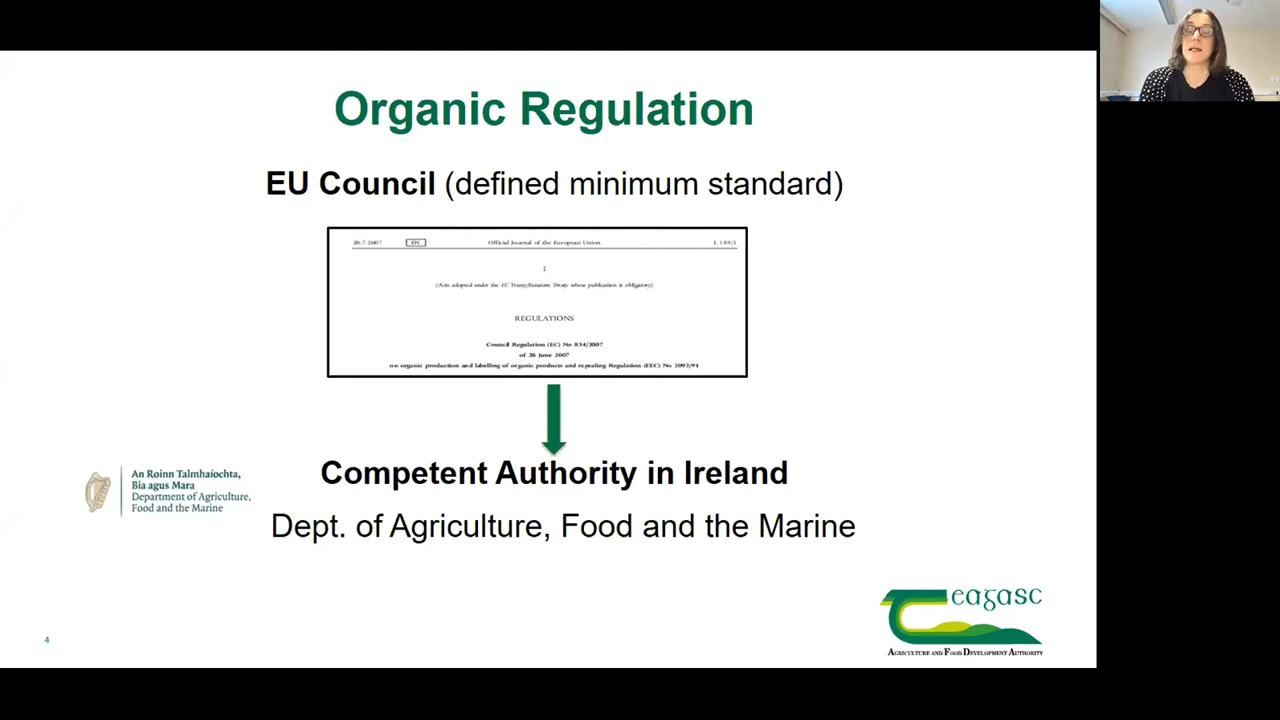 Organic Regulation
EU Council (defined minimum standard)
20.7.2007 EN Official Journal of the European Union L 189/1
I
(Acts adopted under the EC Treaty/Euratom Treaty whose publication is obligatory)
REGULATIONS
Council Regulation (EC) No 834/2007
of 28 June 2007
on organic production and labelling of organic products and repealing Regulation (EEC) No 2092/91
Competent Authority in Ireland
Dept. of Agriculture, Food and the Marine
An Roinn Talmhaíochta,
Bia agus Mara
Department of Agriculture,
Food and the Marine
eagasc
AGRICULTURE AND FOOD DEVELOPMENT AUTHORITY
4